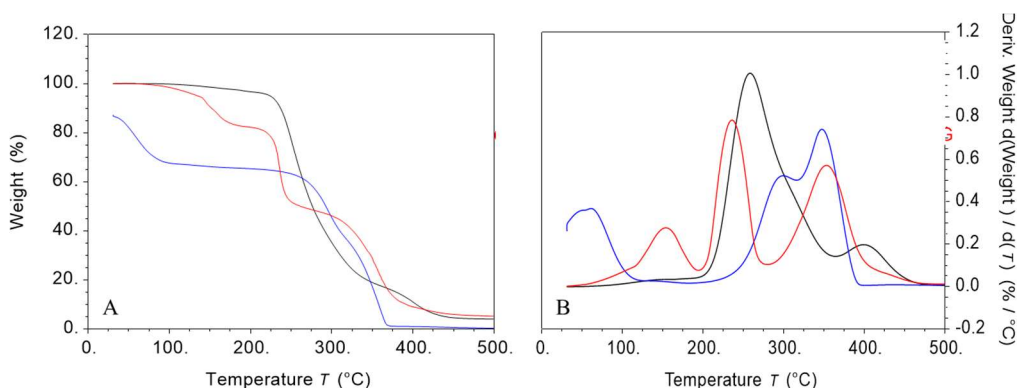 120.
100.
80.
60.
40.
20.
0.
Weight (%)
A
0. 100. 200. 300. 400. 500.
Temperature T (°C)
1.2
1.0
0.8
0.6
0.4
0.2
0.0
-0.2
Deriv. Weight d(Weight ) / d( T ) (% / °C)
B
0. 100. 200. 300. 400. 500.
Temperature T (°C)